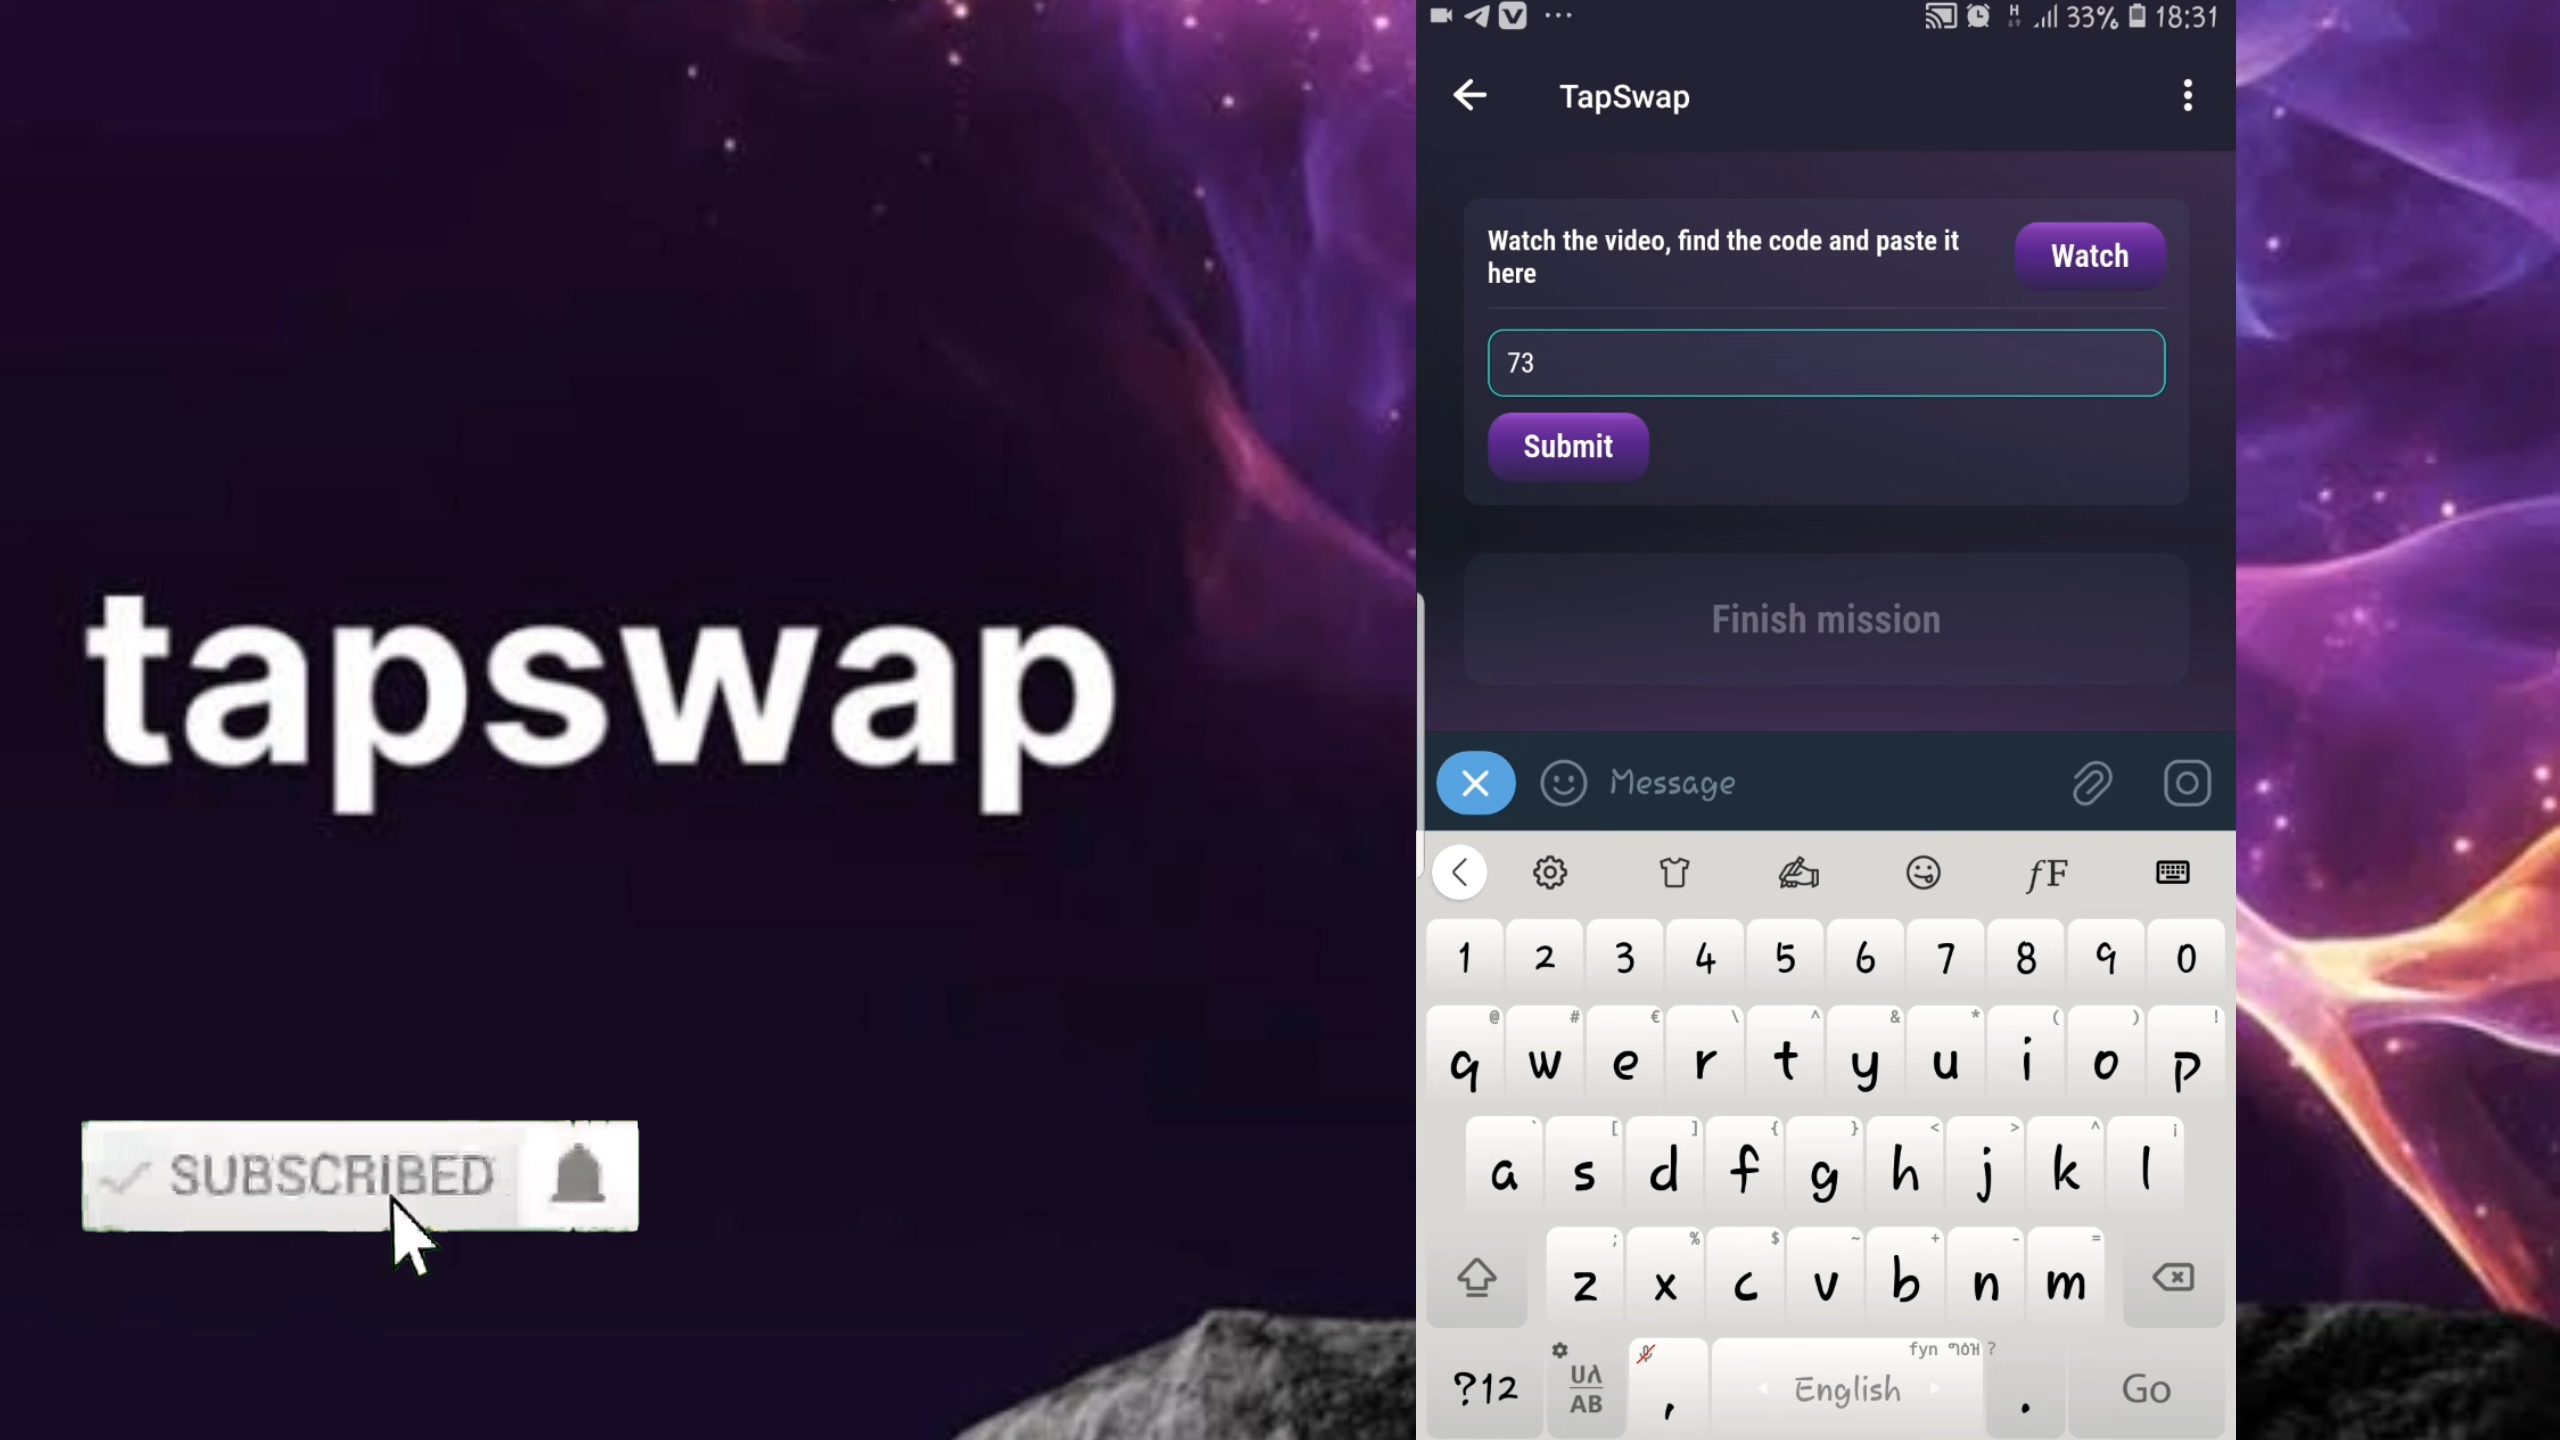 33% 18:31
TapSwap
Watch the video, find the code and paste it
here
Watch
73
Submit
Finish mission
Message
tapswap
SUBSCRIBED
fF
1 2 3 4 5 6 7 8 9 0
@ # € \ ^ & * ( ) !
q w e r t y u i o p
` [ ] { } < > ^ ¡
a s d f g h j k l
; % $ ~ + - =
z x c v b n m
?12
AB
,
English
.
Go